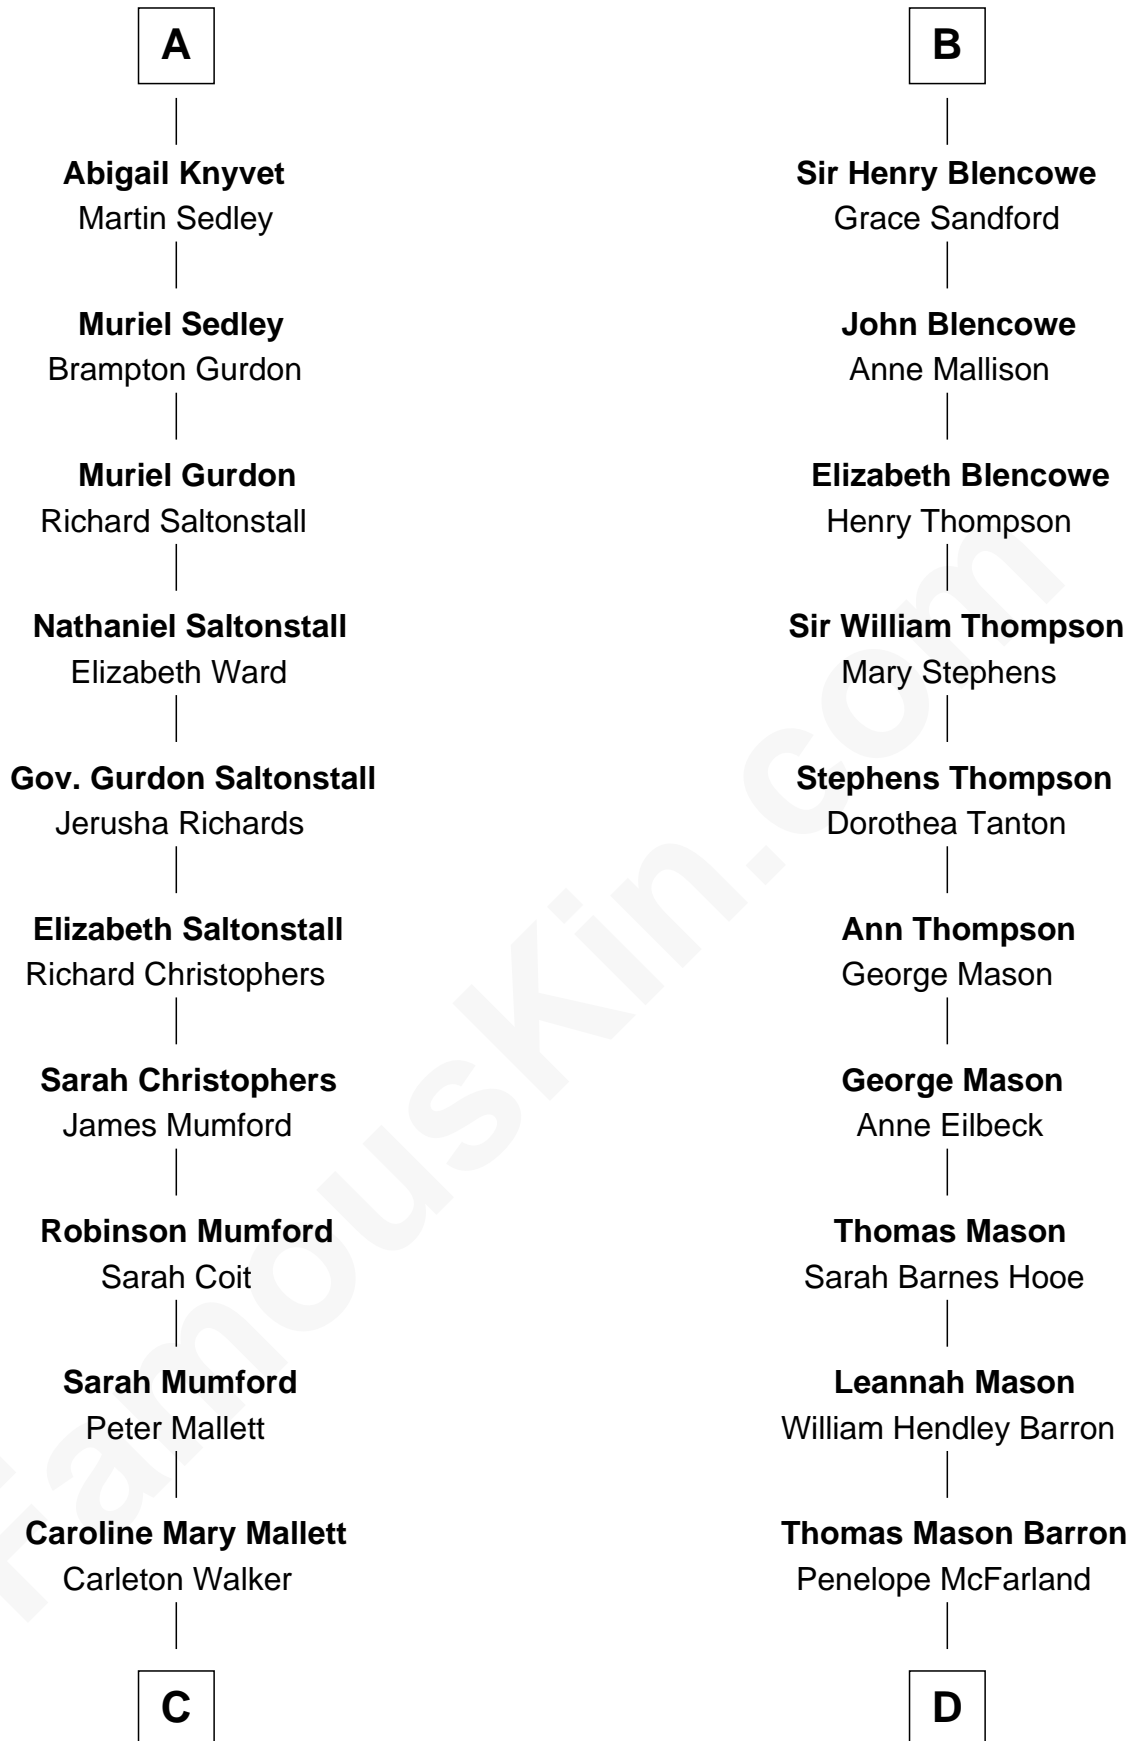 A
Abigail Knyvet
Martin Sedley
Muriel Sedley
Brampton Gurdon
Muriel Gurdon
Richard Saltonstall
Nathaniel Saltonstall
Elizabeth Ward
Gov. Gurdon Saltonstall
Jerusha Richards
Elizabeth Saltonstall
Richard Christophers
Sarah Christophers
James Mumford
Robinson Mumford
Sarah Coit
Sarah Mumford
Peter Mallett
Caroline Mary Mallett
Carleton Walker
C
B
Sir Henry Blencowe
Grace Sandford
John Blencowe
Anne Mallison
Elizabeth Blencowe
Henry Thompson
Sir William Thompson
Mary Stephens
Stephens Thompson
Dorothea Tanton
Ann Thompson
George Mason
George Mason
Anne Eilbeck
Thomas Mason
Sarah Barnes Hooe
Leannah Mason
William Hendley Barron
Thomas Mason Barron
Penelope McFarland
D
FamousKin.com